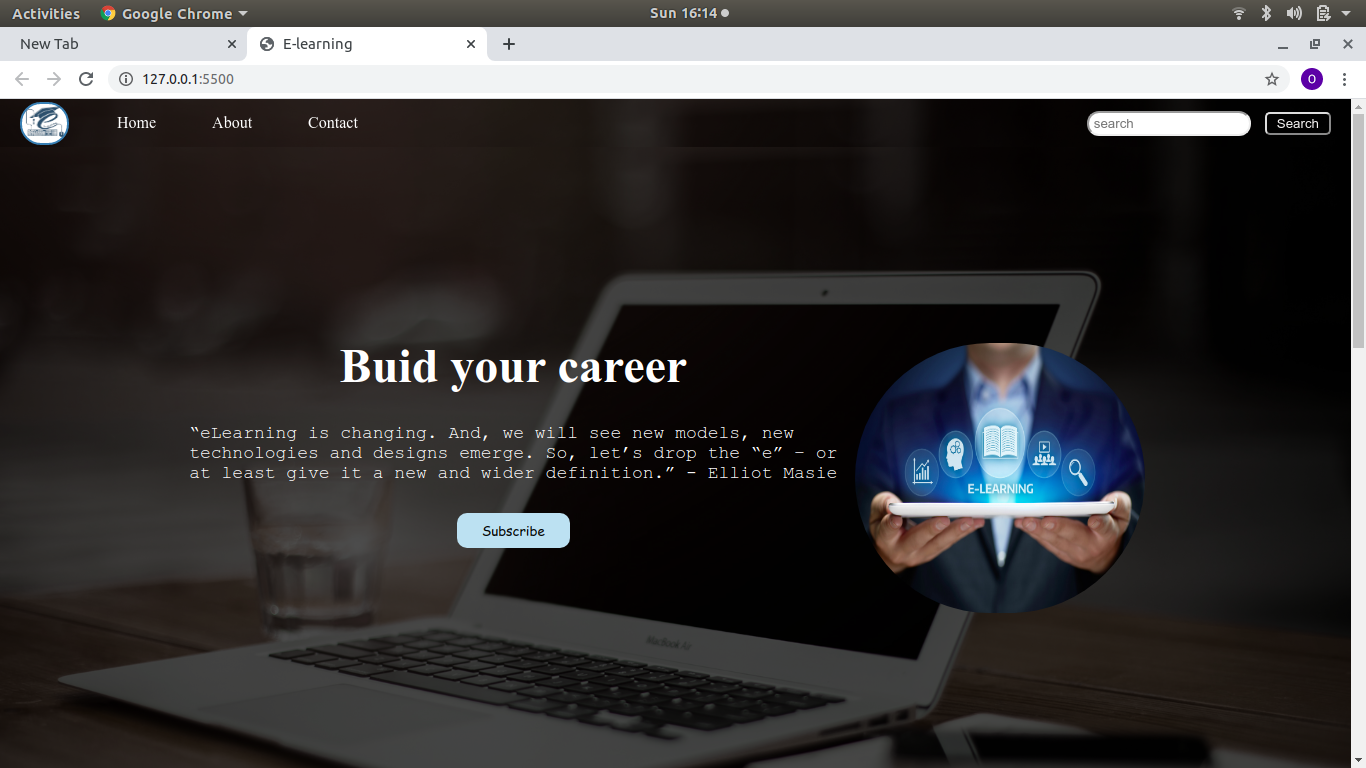 Activities Google Chrome Sun 16:14
New Tab E-learning
127.0.0.1:5500
Home About Contact search Search
Buid your career
“eLearning is changing. And, we will see new models, new
technologies and designs emerge. So, let’s drop the “e” – or
at least give it a new and wider definition.” - Elliot Masie
E-LEARNING
Subscribe
MacBook Air
O